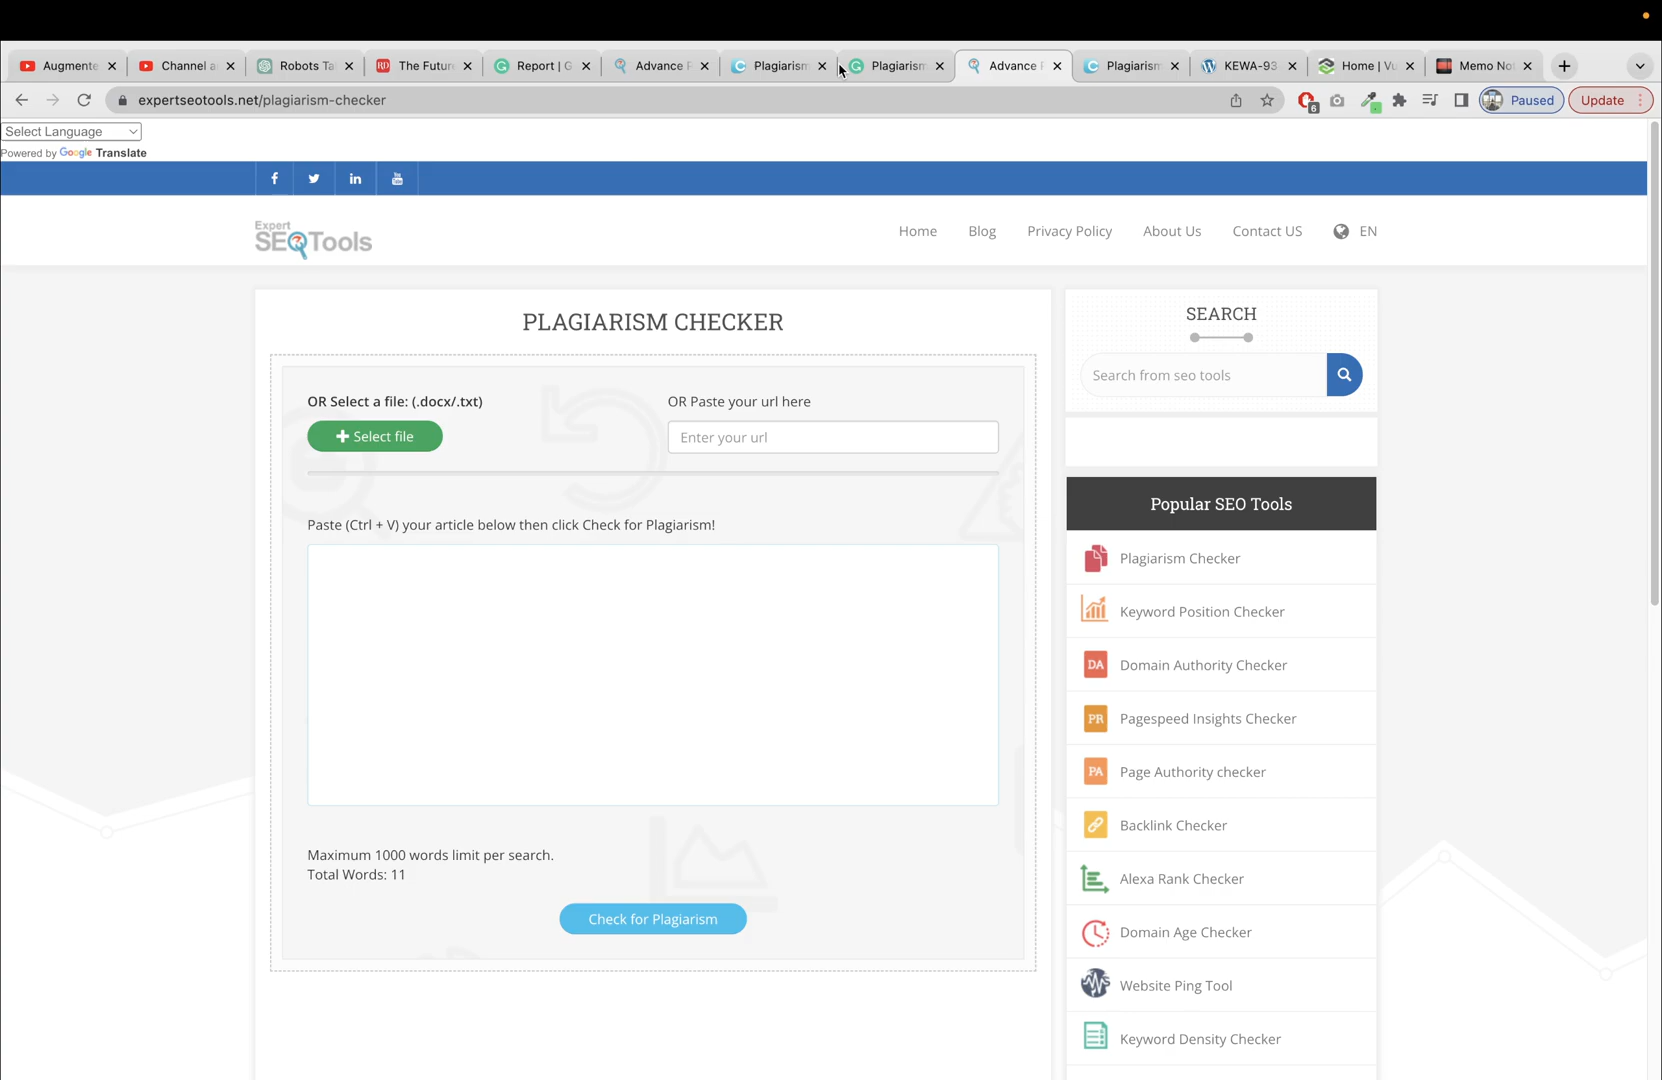 Augmente
Channel a
Robots Ta
The Futur
Report | G
Advance P
Plagiarism
Plagiarism
Advance P
Plagiarism
KEWA-93
Home | Vu
Memo Not
expertseotools.net/plagiarism-checker
6
Paused
Update
Select Language
Powered by Google Translate
Expert
SEOTools
Home
Blog
Privacy Policy
About Us
Contact US
EN
PLAGIARISM CHECKER
OR Select a file: (.docx/.txt)
OR Paste your url here
Select file
Enter your url
Paste (Ctrl + V) your article below then click Check for Plagiarism!
Maximum 1000 words limit per search.
Total Words: 11
Check for Plagiarism
SEARCH
Search from seo tools
Popular SEO Tools
Plagiarism Checker
Keyword Position Checker
DA Domain Authority Checker
PR Pagespeed Insights Checker
PA Page Authority checker
Backlink Checker
Alexa Rank Checker
Domain Age Checker
Website Ping Tool
Keyword Density Checker